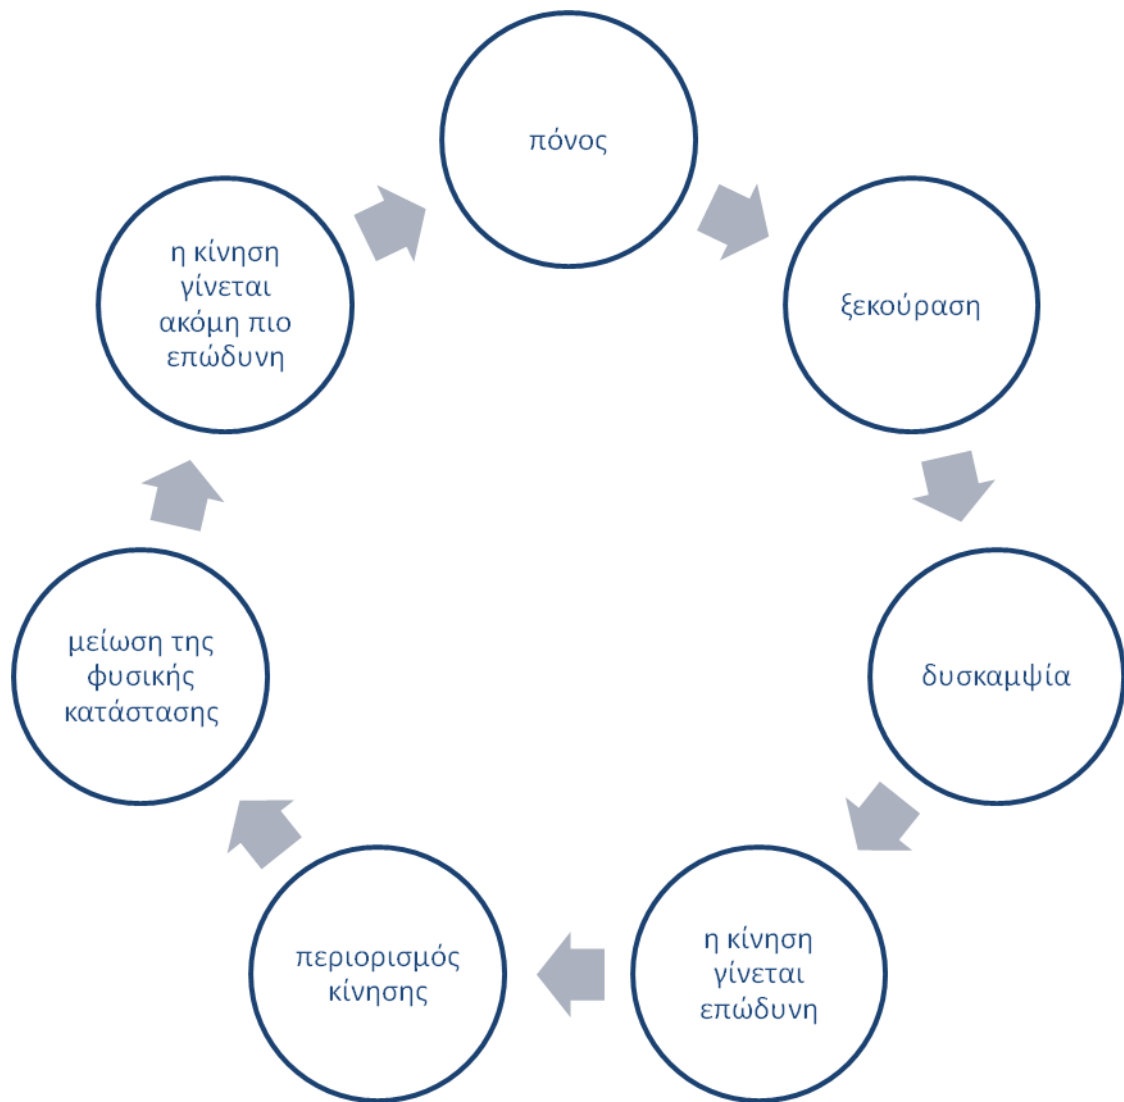 πόνος
ξεκούραση
δυσκαμψία
η κίνηση
γίνεται
επώδυνη
περιορισμός
κίνησης
μείωση της
φυσικής
κατάστασης
η κίνηση
γίνεται
ακόμη πιο
επώδυνη